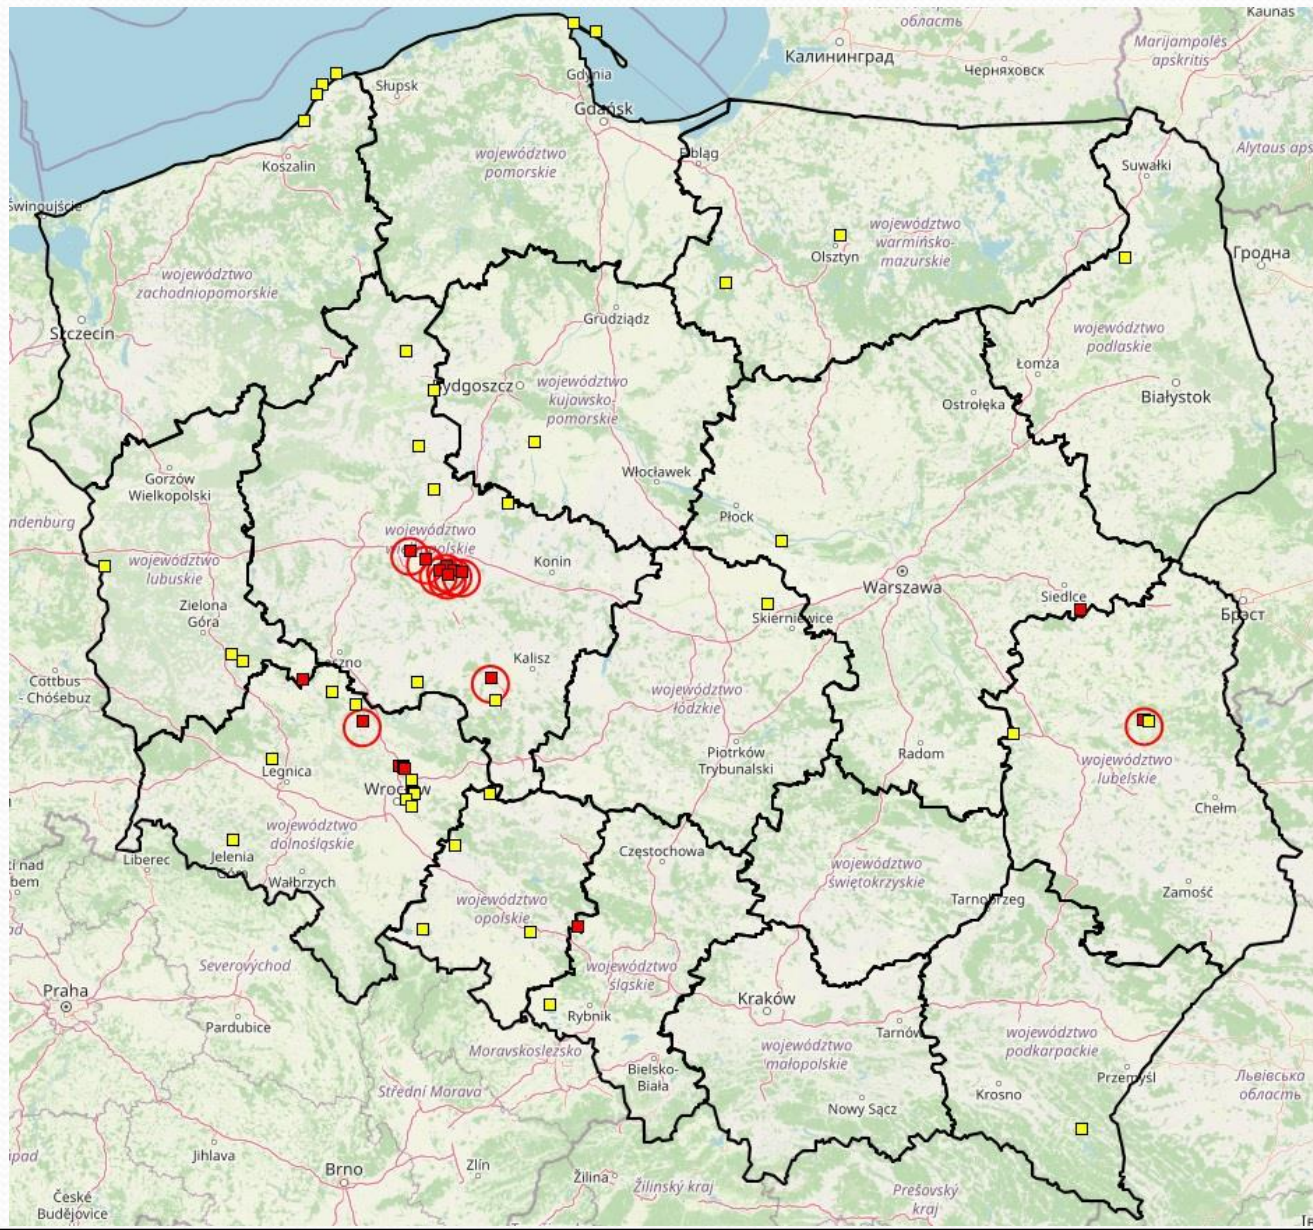 область
Kaunas
Калининград
Marijampolės
apskritis
Черняховск
Gdynia
Słupsk
Gdańsk
województwo
pomorskie
Koszalin
Suwałki
Alytaus aps
Świnoujście
województwo
warmińsko-
mazurskie
Olsztyn
Гродна
województwo
zachodniopomorskie
Szczecin
Grudziądz
województwo
podlaskie
Łomża
Białystok
Ostrołęka
ydgoszcz
województwo
kujawsko-
pomorskie
Włocławek
Gorzów
Wielkopolski
ndenburg
Płock
województwo
województwo
lubuskie
Konin
Warszawa
Siedlce
Брэст
Zielona
Góra
Skierniewice
Kalisz
Cottbus
- Chóśebuz
województwo
łódzkie
Piotrków
Trybunalski
Radom
województwo
lubelskie
Legnica
Wrocław
Chełm
województwo
dolnośląskie
Liberec
Jelenia
Wałbrzych
Częstochowa
województwo
świętokrzyskie
Zamość
Tarnobrzeg
województwo
opolskie
Severovýchod
województwo
śląskie
Praha
Pardubice
Rybnik
Kraków
Tarnów
województwo
podkarpackie
Moravskoslezsko
województwo
małopolskie
Bielsko-
Biała
Przemyśl
Львівська
область
Střední Morava
Krosno
Nowy Sącz
Jihlava
Brno
Zlín
Žilina
Žilinský kraj
Prešovský
kraj
České
Budějovice